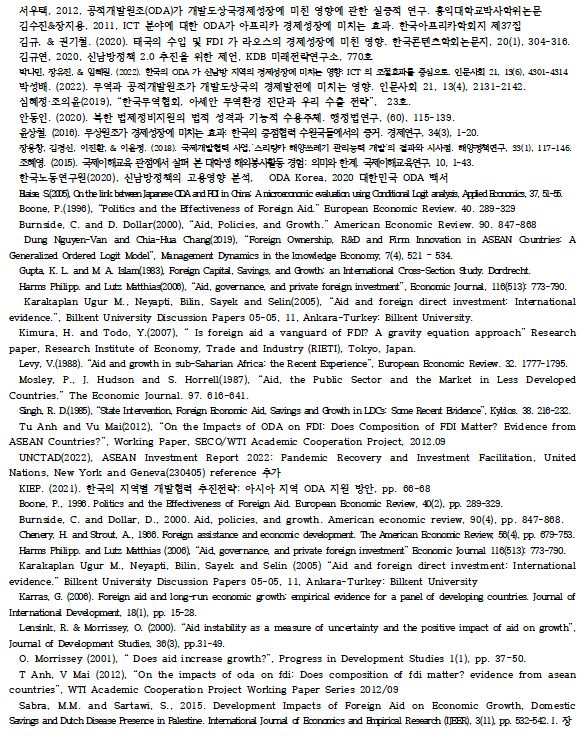 서우택, 2012, 공적개발원조(ODA)가 개발도상국경제성장에 미친 영향에 관한 실증적 연구. 홍익대학교박사학위논문
김수진&장지용, 2011, ICT 분야에 대한 ODA가 아프리카 경제성장에 미치는 효과. 한국아프리카학회지 제37집
김규, & 권기철. (2020). 태국의 수입 및 FDI 가 라오스의 경제성장에 미친 영향. 한국콘텐츠학회논문지, 20(1), 304-316.
김규연, 2020, 신남방정책 2.0 추진을 위한 제언, KDB 미래전략연구소, 770호
박나린, 장유진, & 임혜원. (2022). 한국의 ODA 가 신남방 지역의 경제성장에 미치는 영향: ICT 의 조절효과를 중심으로. 인문사회 21, 13(6), 4301-4314
박성배. (2022). 무역과 공적개발원조가 개발도상국의 경제발전에 미치는 영향. 인문사회 21, 13(4), 2131-2142.
심혜정·조의윤(2019), “한국무역협회, 아세안 무역환경 진단과 우리 수출 전략”, 23호.
안동인. (2020). 북한 법제정비지원의 법적 성격과 기능적 수용주체. 행정법연구, (60), 115-139.
윤상철. (2016). 무상원조가 경제성장에 미치는 효과: 한국의 중점협력 수원국들에서의 증거. 경제연구, 34(3), 1-20.
장용창, 김경신, 이진환, & 이윤정. (2018). 국제개발협력 사업,‘스리랑카 해양쓰레기 관리능력 개발’의 결과와 시사점. 해양정책연구, 33(1), 117-146.
조혜영. (2015). 국제이해교육 관점에서 살펴 본 대학생 해외봉사활동 경험: 의미와 한계. 국제이해교육연구, 10, 1-43.
한국노동연구원(2020), 신남방정책의 고용영향 분석. ODA Korea, 2020 대한민국 ODA 백서
Blaise, S.(2005), On the link between Japanese ODA and FDI in China: A microeconomic evaluation using Conditional Logit analysis, Applied Economics, 37, 51-55.
Boone, P.(1996), “Politics and the Effectiveness of Foreign Aid.” European Economic Review. 40. 289-329
Burnside, C. and D. Dollar(2000), “Aid, Policies, and Growth.” American Economic Review. 90. 847-868
Dung Nguyen-Van and Chia-Hua Chang(2019), “Foreign Ownership, R&D and Firm Innovation in ASEAN Countries: A
Generalized Ordered Logit Model”, Management Dynamics in the knowledge Economy, 7(4), 521 – 534.
Gupta, K. L. and M. A. Islam(1983), Foreign Capital, Savings, and Growth: an International Cross-Section Study. Dordrecht.
Harms Philipp. and Lutz Matthias(2006), “Aid, governance, and private foreign investment”, Economic Journal, 116(513): 773-790.
Karakaplan Ugur M., Neyapti, Bilin, Sayek and Selin(2005), “Aid and foreign direct investment: International
evidence.”, Bilkent University Discussion Papers 05-05, 11, Ankara-Turkey: Bilkent University.
Kimura, H. and Todo, Y.(2007), “ Is foreign aid a vanguard of FDI? A gravity equation approach” Research
paper, Research Institute of Economy, Trade and Industry (RIETI), Tokyo, Japan.
Levy, V.(1988). “Aid and growth in sub-Saharian Africa: the Recent Experience”, European Economic Review. 32. 1777-1795.
Mosley, P., J. Hudson and S. Horrell(1987), “Aid, the Public Sector and the Market in Less Developed
Countries.” The Economic Journal. 97. 616-641.
Singh, R. D.(1985), “State Intervention, Foreign Economic Aid, Savings and Growth in LDCs: Some Recent Evidence”, Kyklos. 38. 216-232.
Tu Anh and Vu Mai(2012), “On the Impacts of ODA on FDI: Does Composition of FDI Matter? Evidence from
ASEAN Countries?”, Working Paper, SECO/WTI Academic Cooperation Project, 2012.09
UNCTAD(2022), ASEAN Investment Report 2022: Pandemic Recovery and Investment Facilitation, United
Nations, New York and Geneva(230405) reference 추가
KIEP. (2021). 한국의 지역별 개발협력 추진전략: 아시아 지역 ODA 지원 방안, pp. 66-68
Boone, P., 1996. Politics and the Effectiveness of Foreign Aid. European Economic Review, 40(2), pp. 289-329.
Burnside, C. and Dollar, D., 2000. Aid, policies, and growth. American economic review, 90(4), pp. 847-868.
Chenery, H. and Strout, A., 1966. Foreign assistance and economic development. The American Economic Review, 56(4), pp. 679-753.
Harms Philipp. and Lutz Matthias (2006), “Aid, governance, and private foreign investment” Economic Journal 116(513): 773-790.
Karakaplan Ugur M., Neyapti, Bilin, Sayek and Selin (2005) “Aid and foreign direct investment: International
evidence.” Bilkent University Discussion Papers 05-05, 11, Ankara-Turkey: Bilkent University
Karras, G. (2006). Foreign aid and long-run economic growth: empirical evidence for a panel of developing countries. Journal of
International Development, 18(1), pp. 15-28.
Lensink, R. & Morrissey, O. (2000). “Aid instability as a measure of uncertainty and the positive impact of aid on growth”,
Journal of Development Studies, 36(3), pp.31-49.
O. Morrissey (2001), “ Does aid increase growth?”, Progress in Development Studies 1(1), pp. 37-50.
T Anh, V Mai (2012), “On the impacts of oda on fdi: Does composition of fdi matter? evidence from asean
countries”, WTI Academic Cooperation Project Working Paper Series 2012/09
Sabra, M.M. and Sartawi, S., 2015. Development Impacts of Foreign Aid on Economic Growth, Domestic
Savings and Dutch Disease Presence in Palestine. International Journal of Economics and Empirical Research (IJEER), 3(11), pp. 532-542. 1. 장